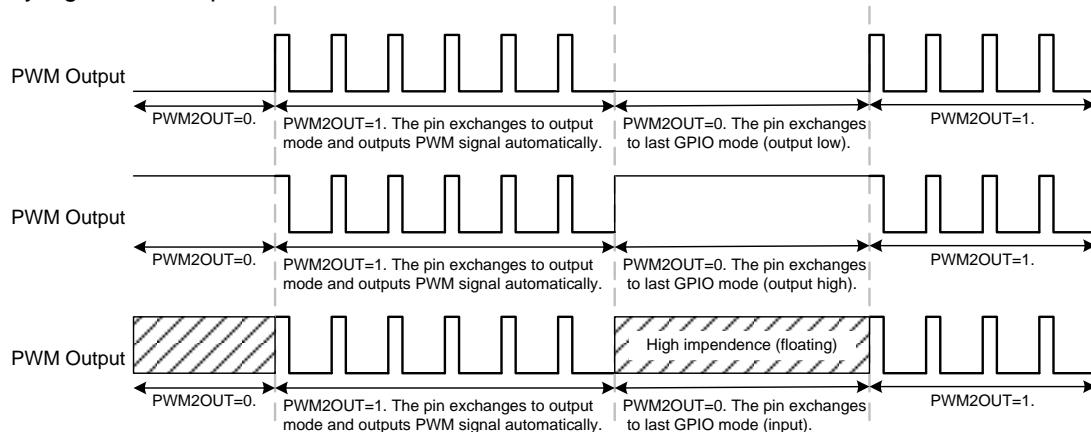 PWM Output
PWM2OUT=0.
PWM2OUT=1. The pin exchanges to output
mode and outputs PWM signal automatically.
PWM2OUT=0. The pin exchanges
to last GPIO mode (output low).
PWM2OUT=1.
PWM Output
PWM2OUT=0.
PWM2OUT=1. The pin exchanges to output
mode and outputs PWM signal automatically.
PWM2OUT=0. The pin exchanges
to last GPIO mode (output high).
PWM2OUT=1.
PWM Output
High impendence (floating)
PWM2OUT=0.
PWM2OUT=1. The pin exchanges to output
mode and outputs PWM signal automatically.
PWM2OUT=0. The pin exchanges
to last GPIO mode (input).
PWM2OUT=1.